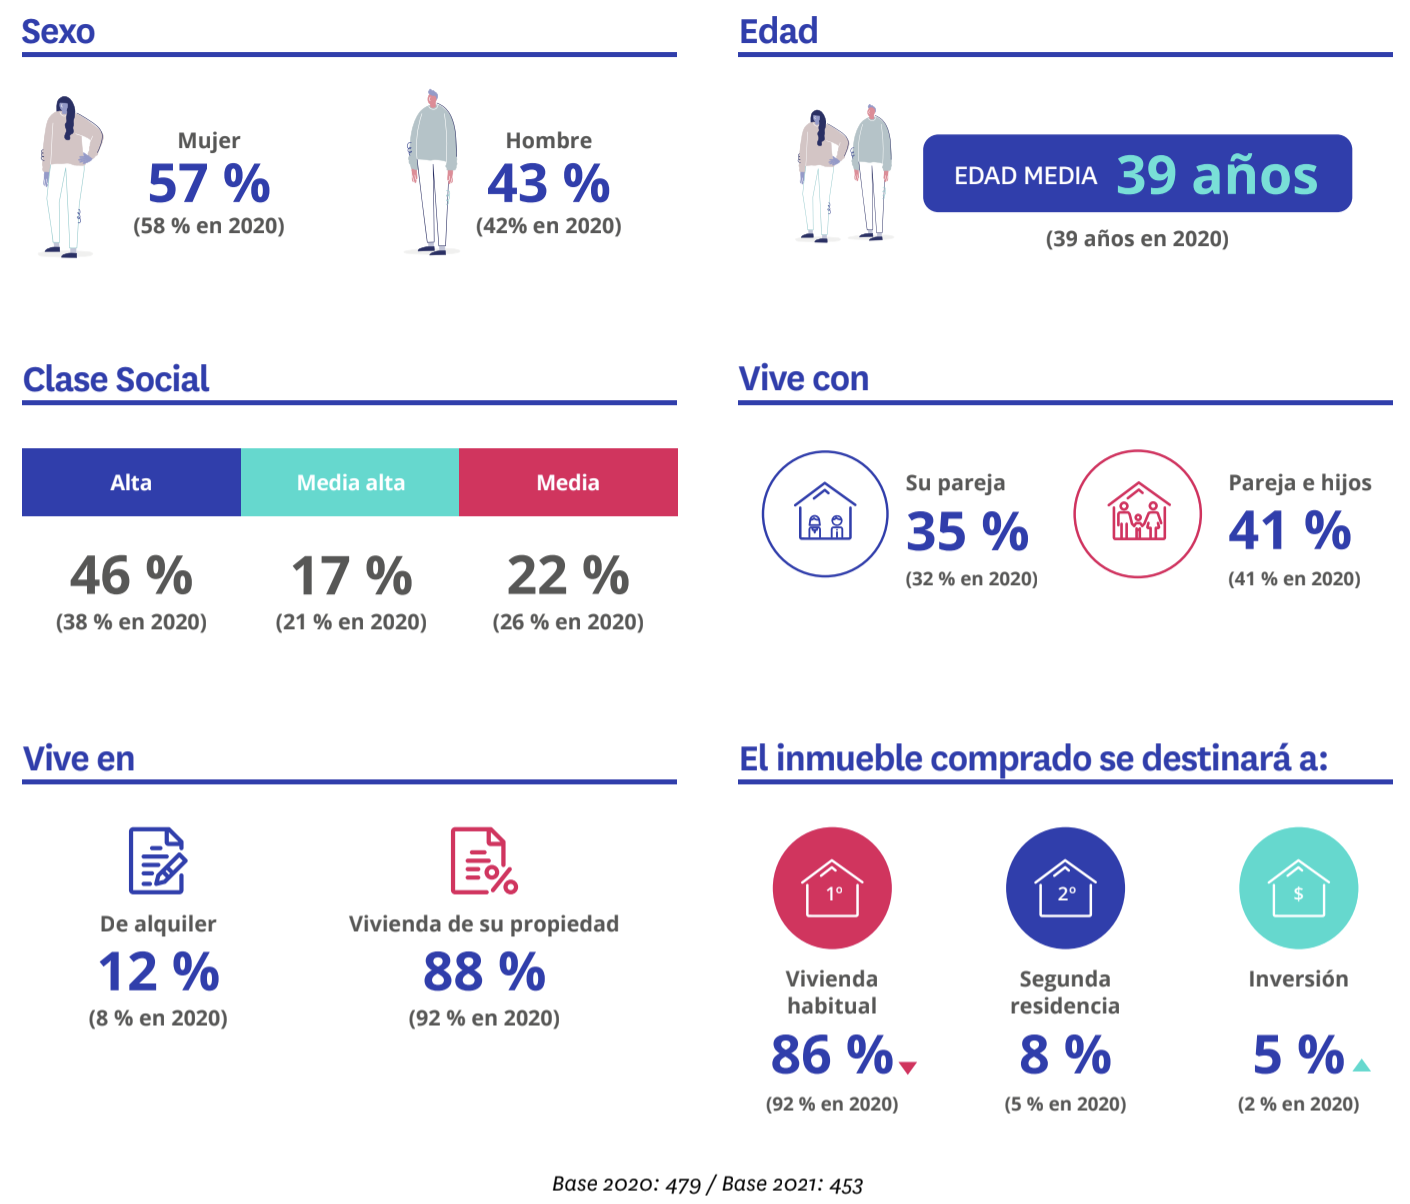 Sexo
Mujer
57 %
(58 % en 2020)
Hombre
43 %
(42% en 2020)
Edad
EDAD MEDIA 39 años
(39 años en 2020)
Clase Social
Alta
Media alta
Media
46 %
17 %
22 %
(38 % en 2020)
(21 % en 2020)
(26 % en 2020)
Vive con
Su pareja
35 %
(32 % en 2020)
Pareja e hijos
41 %
(41 % en 2020)
Vive en
De alquiler
12 %
(8 % en 2020)
Vivienda de su propiedad
88 %
(92 % en 2020)
El inmueble comprado se destinará a:
1º
Vivienda
habitual
86 %
(92 % en 2020)
2º
Segunda
residencia
8 %
(5 % en 2020)
$
Inversión
5 %
(2 % en 2020)
Base 2020: 479 / Base 2021: 453